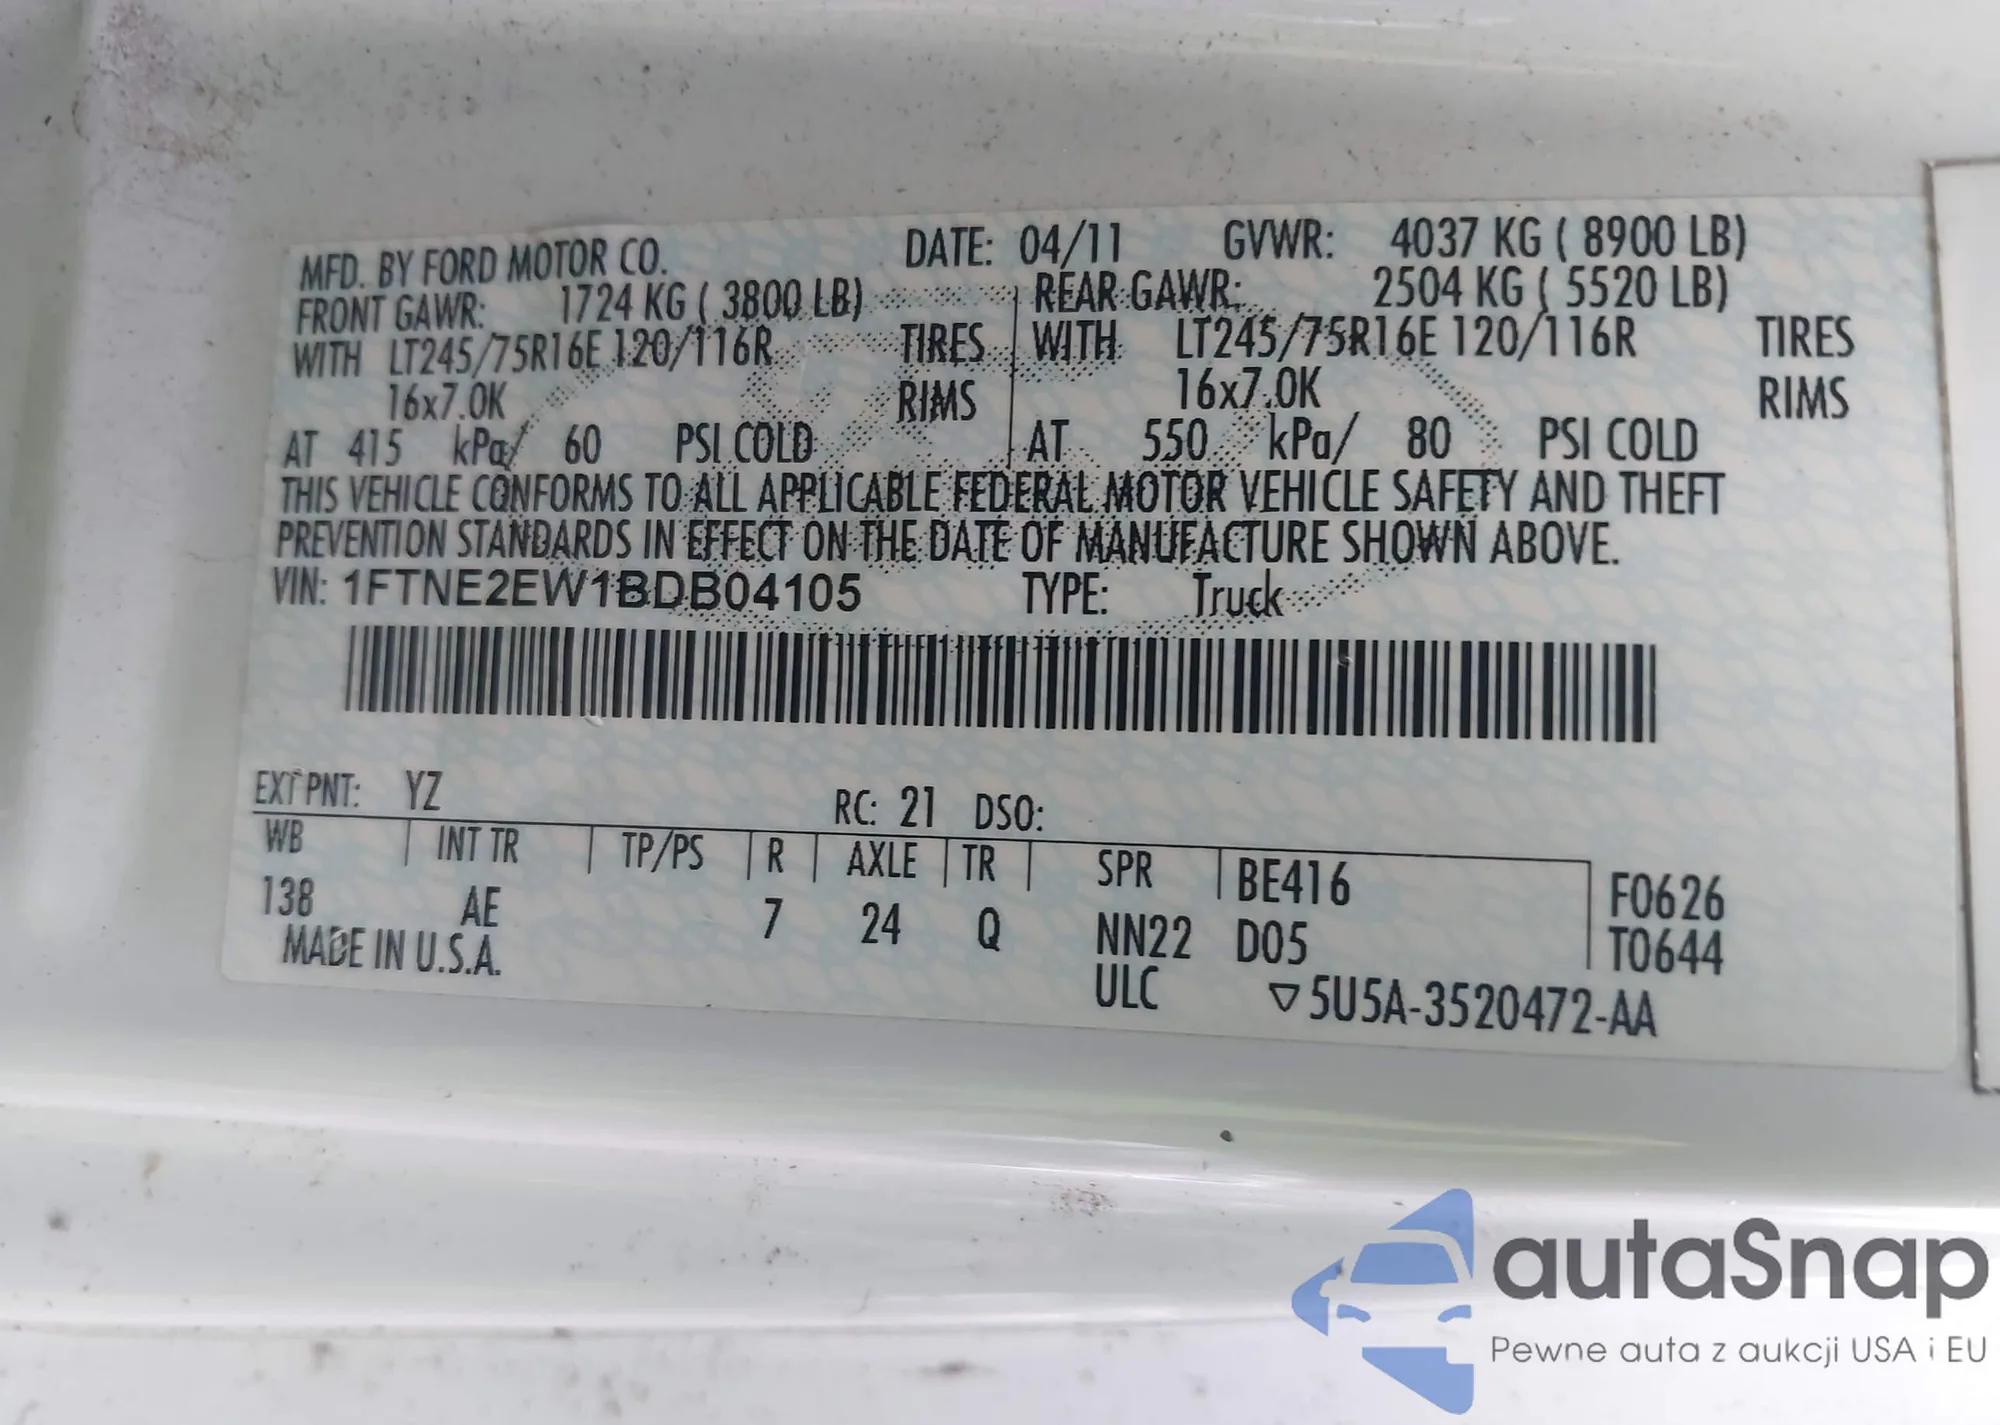 MFD. BY FORD MOTOR CO. DATE: 04/11 GVWR: 4037 KG ( 8900 LB)
FRONT GAWR: 1724 KG ( 3800 LB) REAR GAWR: 2504 KG ( 5520 LB)
WITH LT245/75R16E 120/116R TIRES WITH LT245/75R16E 120/116R TIRES
16x7.0K RIMS 16x7.0K RIMS
AT 415 kPa/ 60 PSI COLD AT 550 kPa/ 80 PSI COLD
THIS VEHICLE CONFORMS TO ALL APPLICABLE FEDERAL MOTOR VEHICLE SAFETY AND THEFT
PREVENTION STANDARDS IN EFFECT ON THE DATE OF MANUFACTURE SHOWN ABOVE.
VIN: 1FTNE2EW1BDB04105 TYPE: Truck
EXT PNT: YZ RC: 21 DSO:
WB INT TR TP/PS R AXLE TR SPR BE416 F0626
138 AE 7 24 Q NN22 D05 T0644
MADE IN U.S.A. ULC ▽5U5A-3520472-AA
autaSnap
Pewne auta z aukcji USA i EU